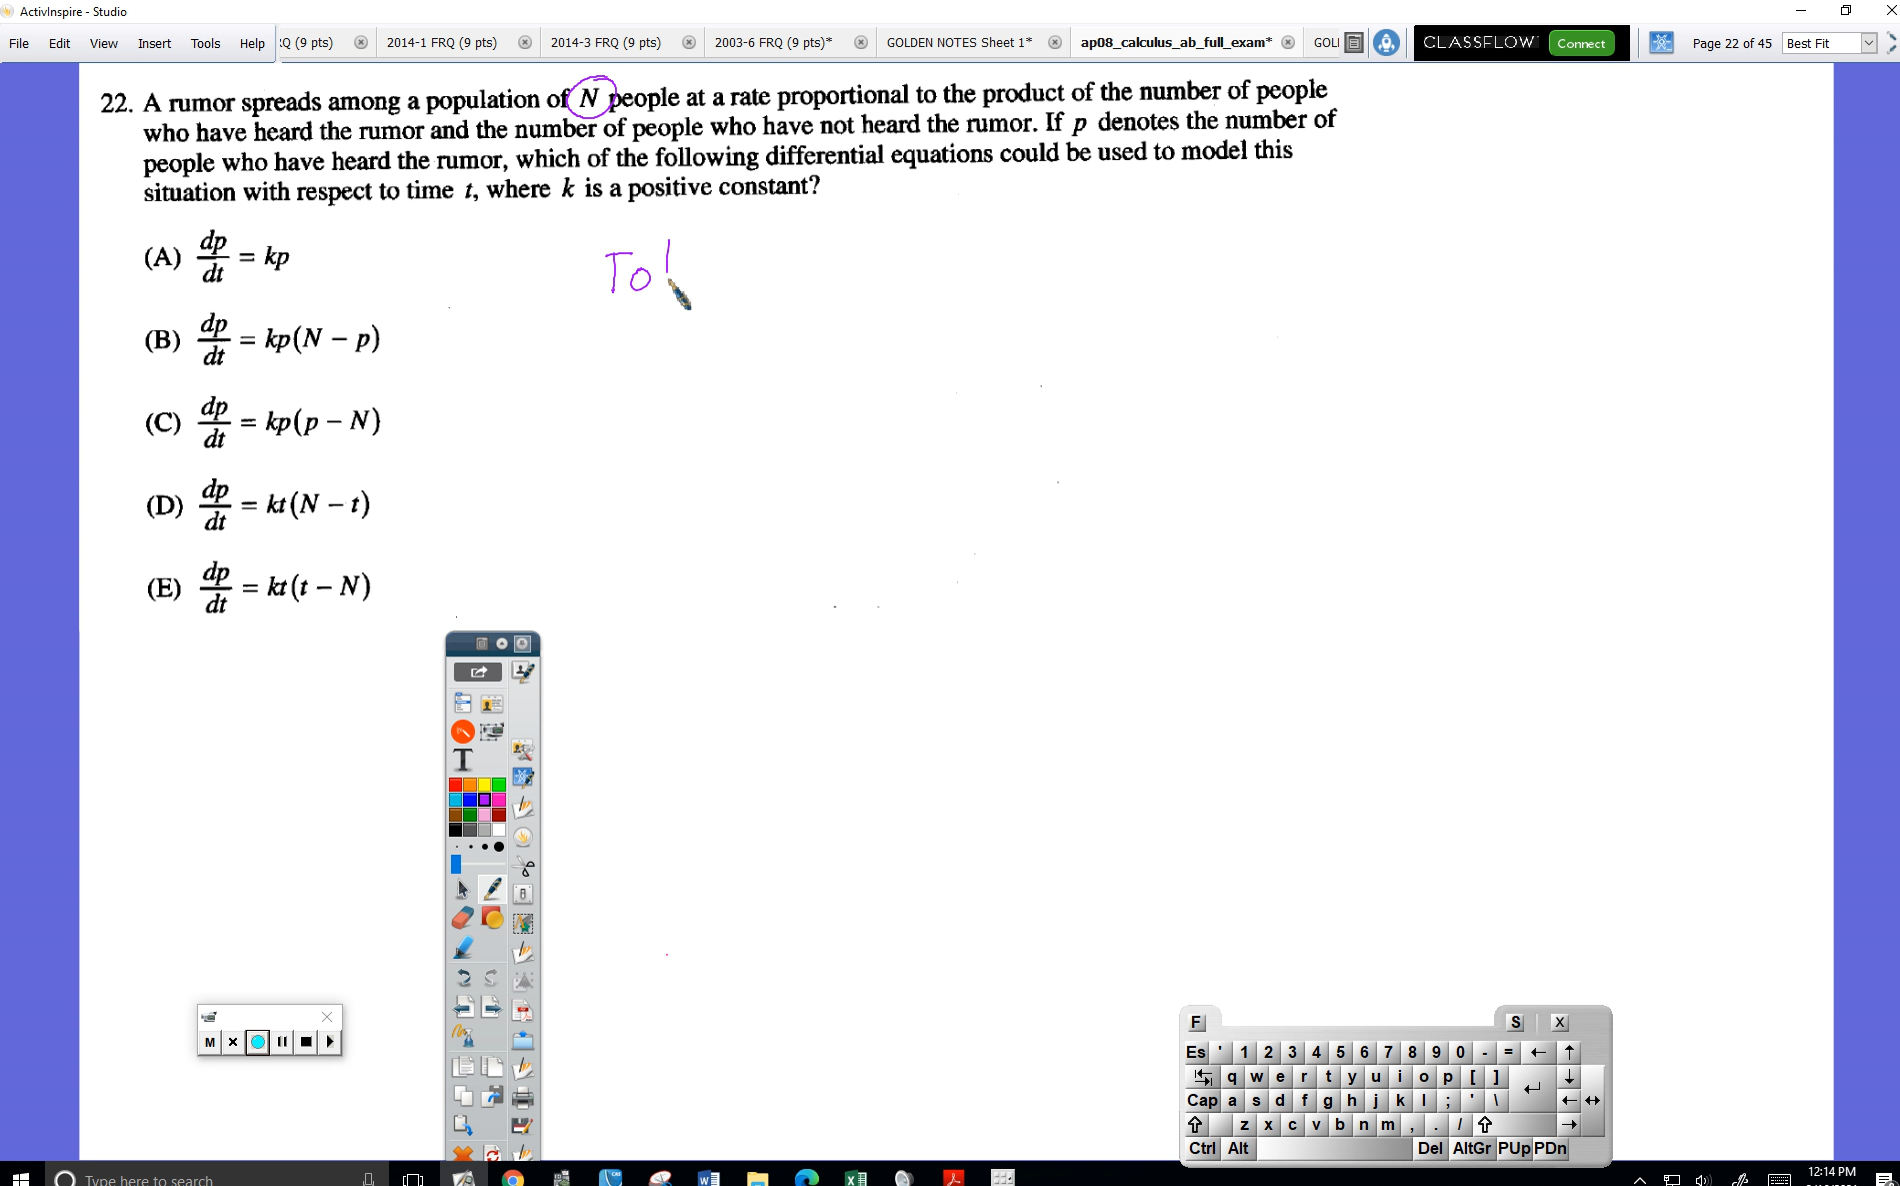 ActivInspire - Studio
File Edit View Insert Tools Help
Q (9 pts) 2014-1 FRQ (9 pts) 2014-3 FRQ (9 pts) 2003-6 FRQ (9 pts)* GOLDEN NOTES Sheet 1* ap08_calculus_ab_full_exam* GOL CLASSFLOW Connect Page 22 of 45 Best Fit
22. A rumor spreads among a population of N people at a rate proportional to the product of the number of people
who have heard the rumor and the number of people who have not heard the rumor. If p denotes the number of
people who have heard the rumor, which of the following differential equations could be used to model this
situation with respect to time t, where k is a positive constant?
(A) dp/dt = kp
(B) dp/dt = kp(N − p)
(C) dp/dt = kp(p − N)
(D) dp/dt = kt(N − t)
(E) dp/dt = kt(t − N)
To
T
M
F S X
Es ' 1 2 3 4 5 6 7 8 9 0 - =
q w e r t y u i o p [ ]
Cap a s d f g h j k l ; ' \
z x c v b n m , . /
Ctrl Alt Del AltGr PUp PDn
Type here to search
12:14 PM